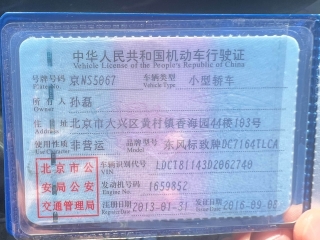 中华人民共和国机动车行驶证
Vehicle License of the People's Republic of China
号牌号码 京NS5067 车辆类型 小型轿车
Plate No. Vehicle Type
所有人 孙磊
Owner
住址 北京市大兴区黄村镇香海园44楼103号
Address
使用性质 非营运 品牌型号 东风标致牌DC7164TLCA
Use Character Model
北京市公
安局公安
交通管理局
车辆识别代号 LDCT81143D2062740
VIN
发动机号码 1659852
Engine No.
注册日期 2013-01-31 2016-09-08